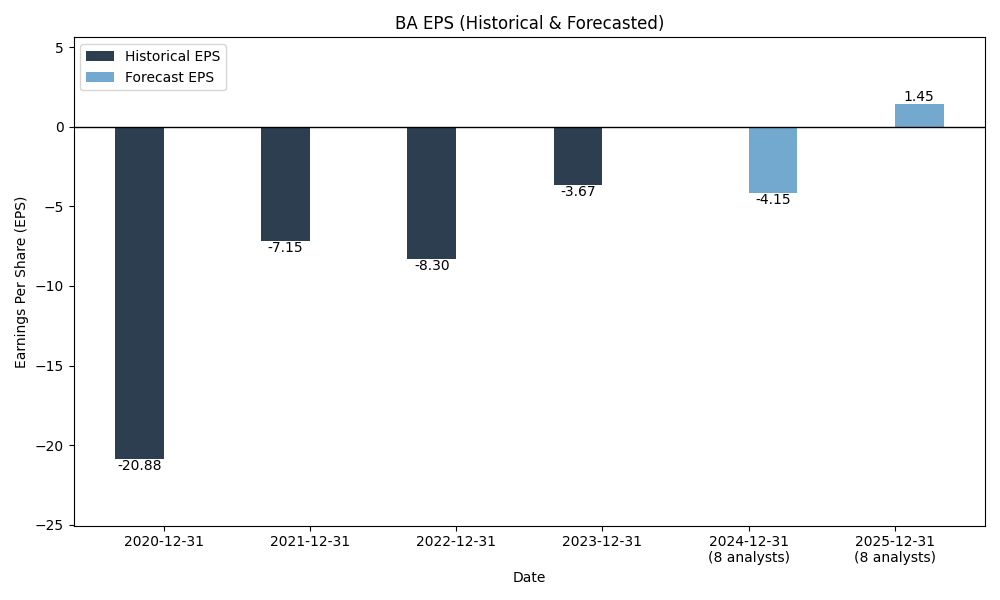 BA EPS (Historical & Forecasted)
Historical EPS
Forecast EPS
Earnings Per Share (EPS)
5
0
−5
−10
−15
−20
−25
-20.88
-7.15
-8.30
-3.67
-4.15
1.45
2020-12-31
2021-12-31
2022-12-31
2023-12-31
2024-12-31
(8 analysts)
2025-12-31
(8 analysts)
Date